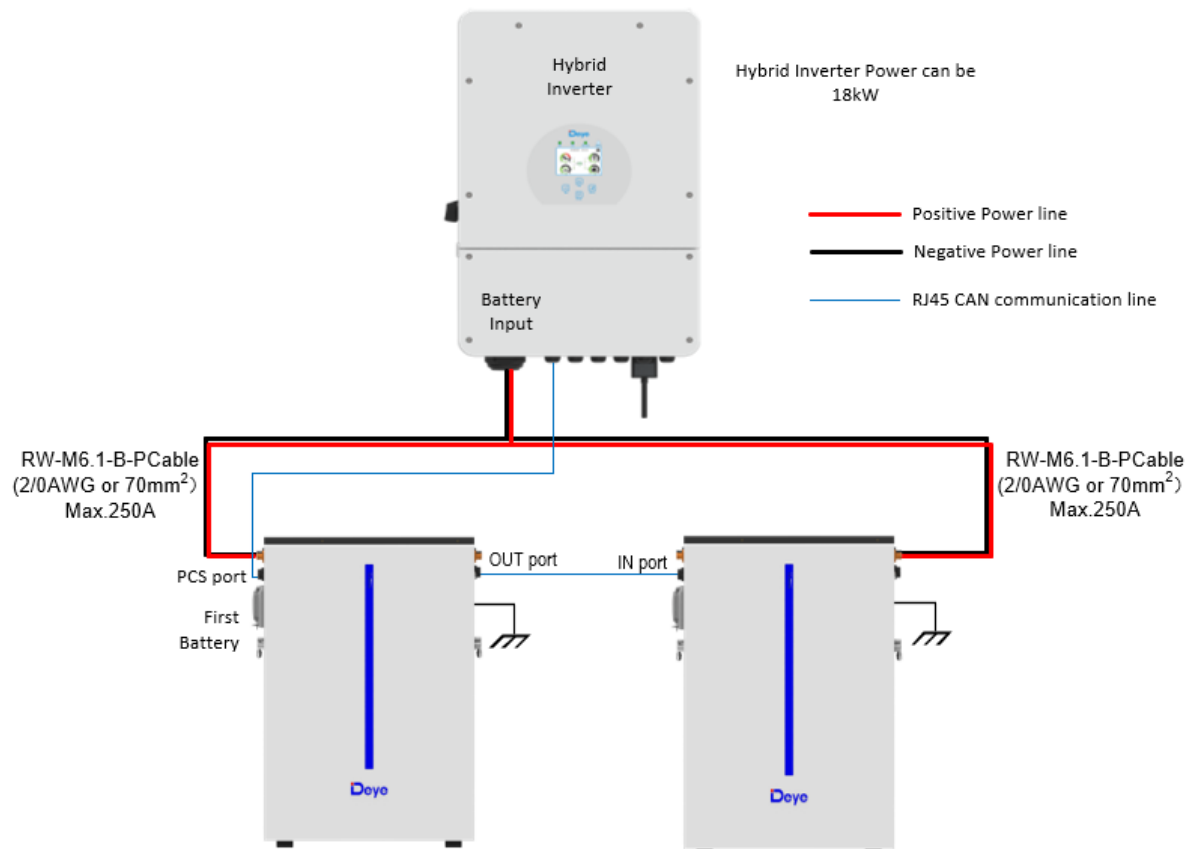 Hybrid
Inverter
Deye
Hybrid Inverter Power can be
18kW
Positive Power line
Negative Power line
RJ45 CAN communication line
Battery
Input
RW-M6.1-B-PCable
(2/0AWG or 70mm²）
Max.250A
RW-M6.1-B-PCable
(2/0AWG or 70mm²）
Max.250A
PCS port
OUT port
IN port
First
Battery
Deye
Deye